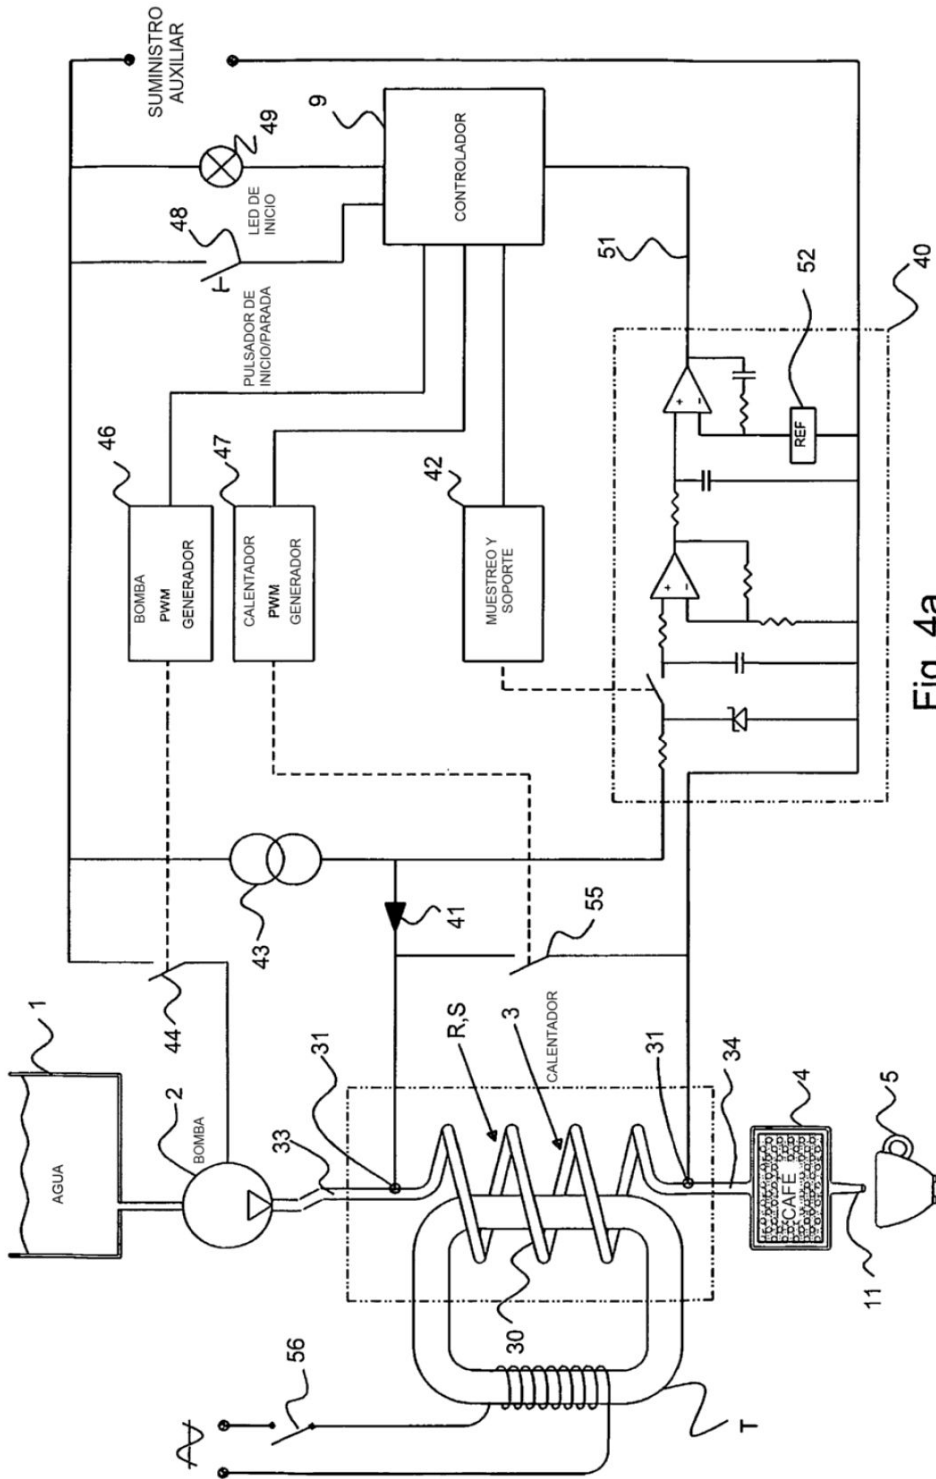 SUMINISTRO
AUXILIAR
49
LED DE
INICIO
48
PULSADOR DE
INICIO/PARADA
9
CONTROLADOR
51
52
40
46
BOMBA
PWM
GENERADOR
47
CALENTADOR
PWM
GENERADOR
42
MUESTREO Y
SOPORTE
+
-
+
-
REF
43
41
55
44
1
AGUA
2
BOMBA
33
31
R,S
3
CALENTADOR
31
34
4
CAFE
5
11
30
56
T
Fig. 4a